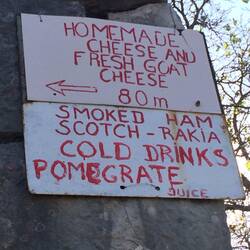 HOMEMADE
CHEESE AND
FRESH GOAT
CHEESE
80m
SMOKED HAM
SCOTCH-RAKIA
COLD DRINKS
POMEGRATE
JUICE